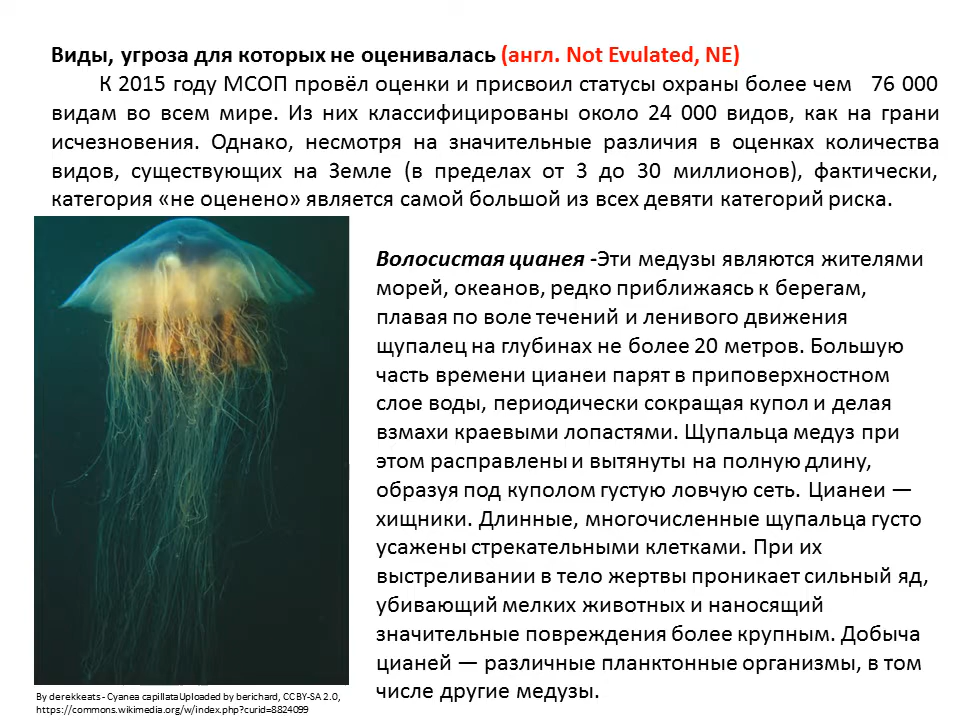 Виды, угроза для которых не оценивалась (англ. Not Evulated, NE)
К 2015 году МСОП провёл оценки и присвоил статусы охраны более чем 76 000
видам во всем мире. Из них классифицированы около 24 000 видов, как на грани
исчезновения. Однако, несмотря на значительные различия в оценках количества
видов, существующих на Земле (в пределах от 3 до 30 миллионов), фактически,
категория «не оценено» является самой большой из всех девяти категорий риска.
Волосистая цианея -Эти медузы являются жителями
морей, океанов, редко приближаясь к берегам,
плавая по воле течений и ленивого движения
щупалец на глубинах не более 20 метров. Большую
часть времени цианеи парят в приповерхностном
слое воды, периодически сокращая купол и делая
взмахи краевыми лопастями. Щупальца медуз при
этом расправлены и вытянуты на полную длину,
образуя под куполом густую ловчую сеть. Цианеи —
хищники. Длинные, многочисленные щупальца густо
усажены стрекательными клетками. При их
выстреливании в тело жертвы проникает сильный яд,
убивающий мелких животных и наносящий
значительные повреждения более крупным. Добыча
цианей — различные планктонные организмы, в том
числе другие медузы.
By derekkeats - Cyanea capillataUploaded by berichard, CC BY-SA 2.0,
https://commons.wikimedia.org/w/index.php?curid=8824099